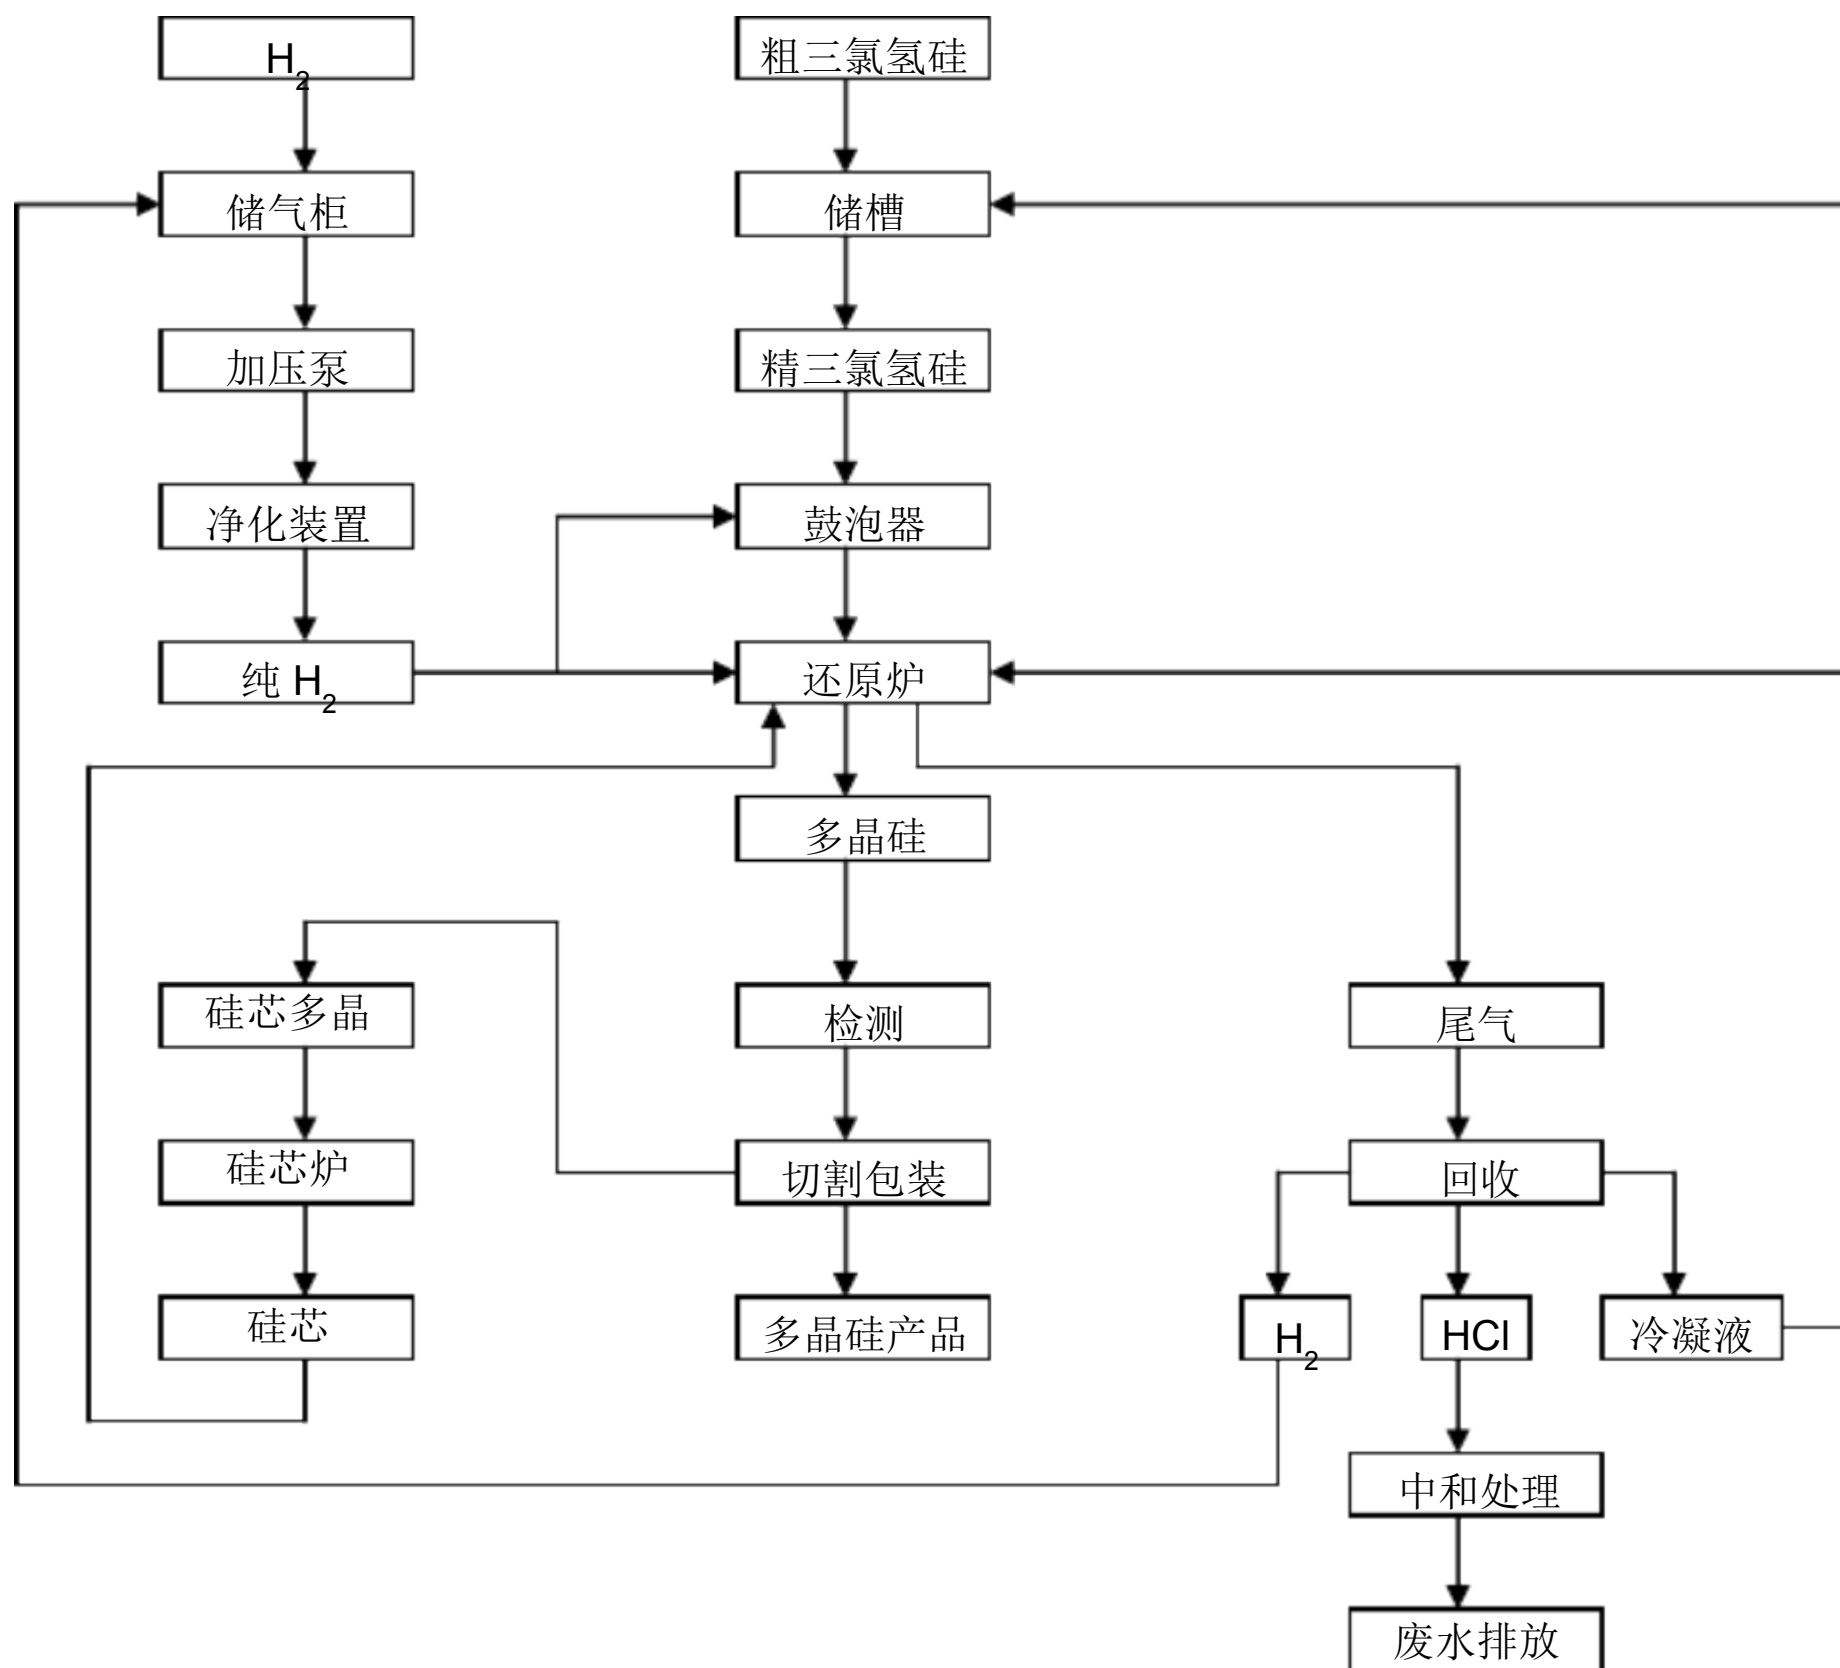 H2
粗三氯氢硅
储气柜
储槽
加压泵
精三氯氢硅
净化装置
鼓泡器
纯 H2
还原炉
多晶硅
硅芯多晶
检测
尾气
硅芯炉
切割包装
回收
硅芯
多晶硅产品
H2
HCl
冷凝液
中和处理
废水排放